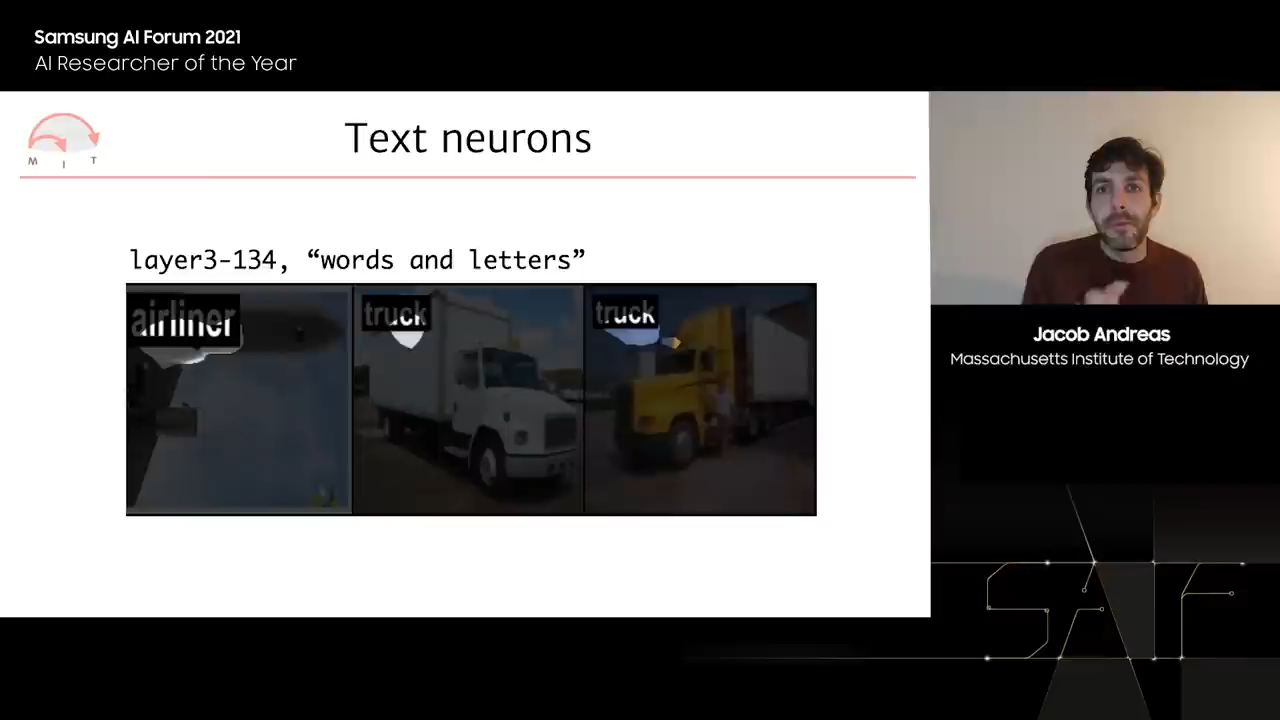 Samsung AI Forum 2021
AI Researcher of the Year
M I T
Text neurons
layer3-134, “words and letters”
airliner
truck
truck
Jacob Andreas
Massachusetts Institute of Technology
SAIF